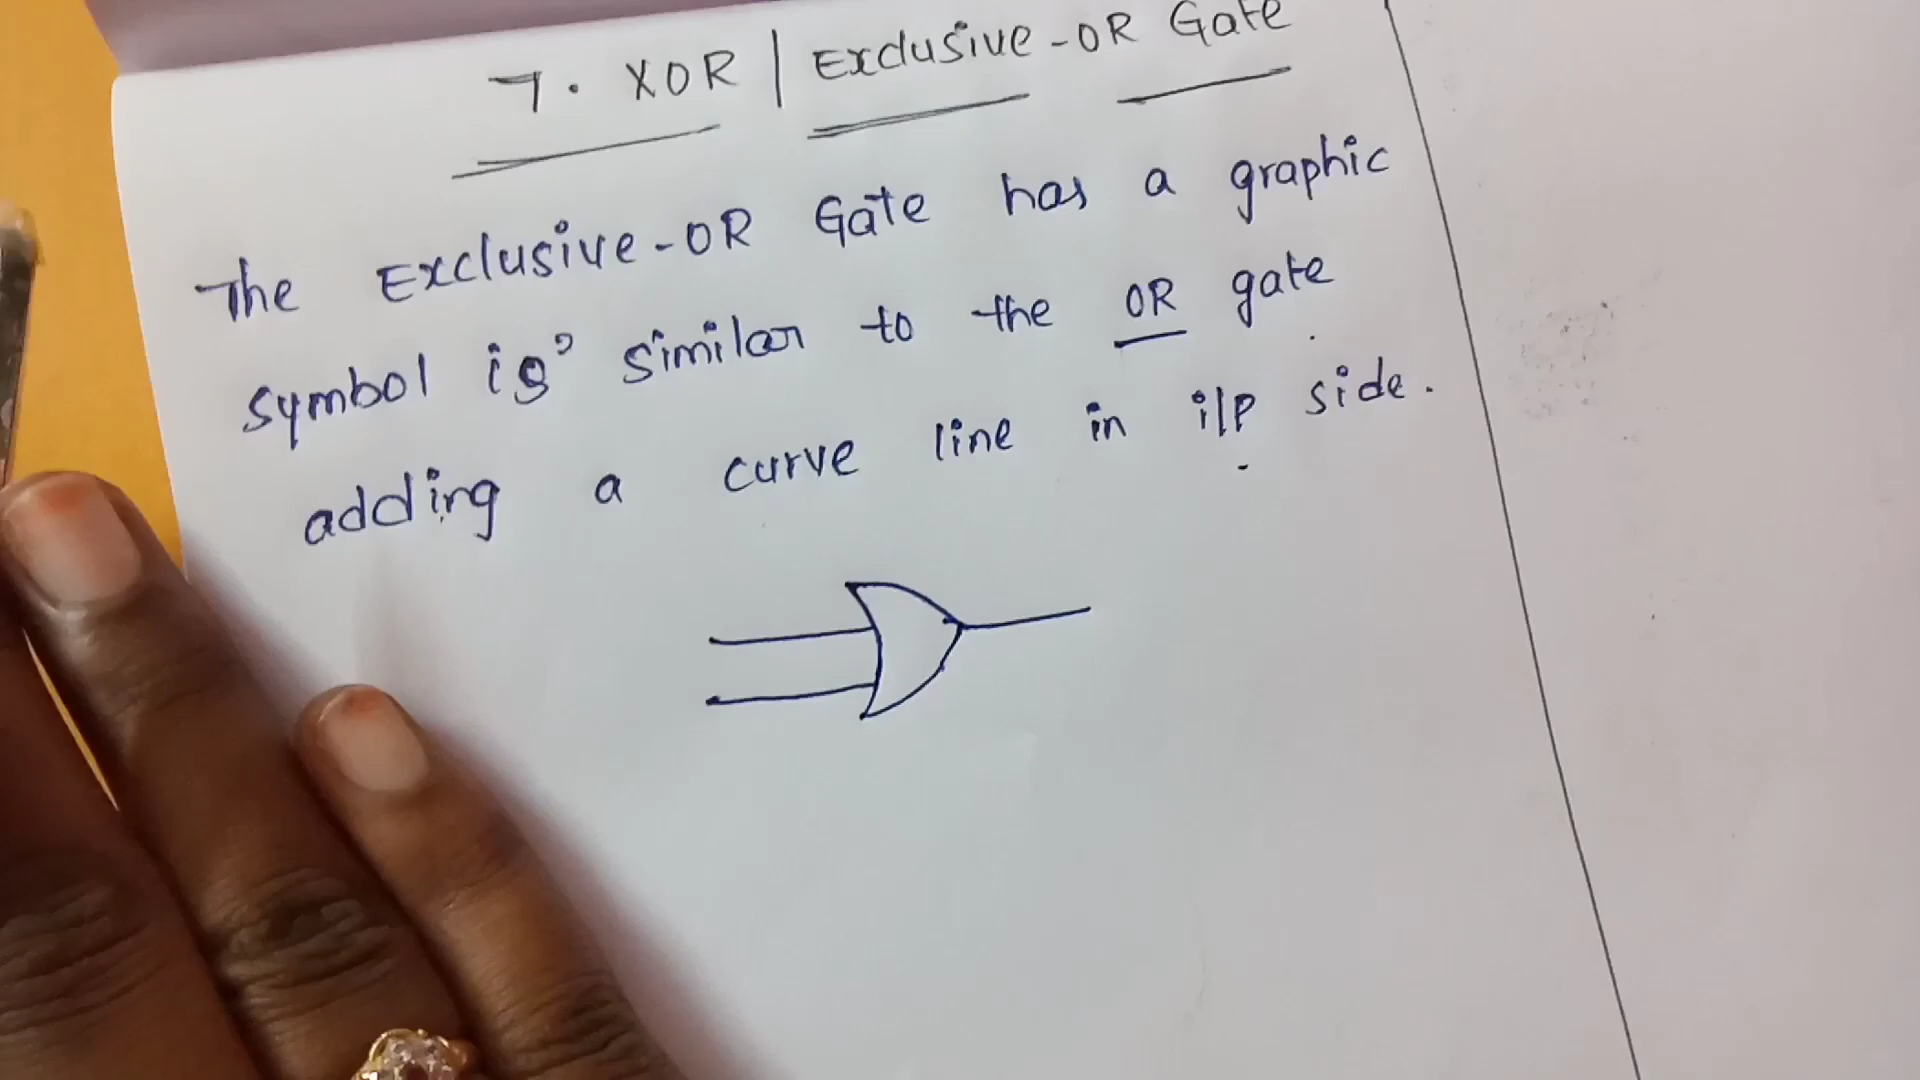 7. XOR | Exclusive-OR Gate
The Exclusive-OR Gate has a graphic
symbol is similar to the OR gate
adding a curve line in i/p side.